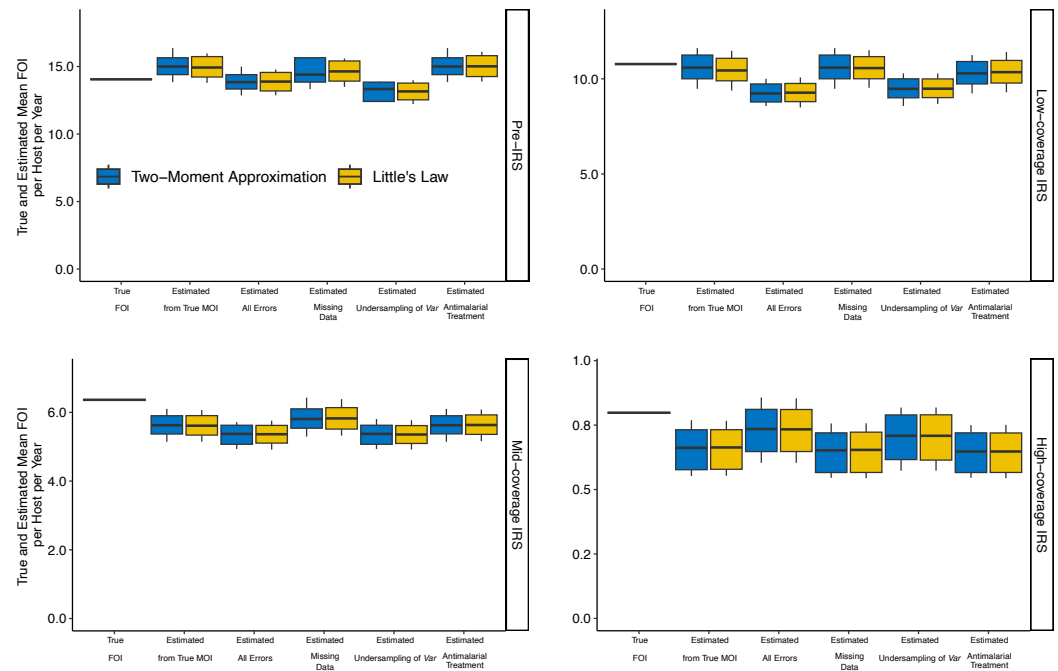 True and Estimated Mean FOI
per Host per Year
15.0
10.0
5.0
0.0
Two-Moment Approximation
Little's Law
Pre-IRS
True
FOI
Estimated
from True MOI
Estimated
All Errors
Estimated
Missing
Data
Estimated
Undersampling of Var
Estimated
Antimalarial
Treatment
10.0
5.0
0.0
Low-coverage IRS
True
FOI
Estimated
from True MOI
Estimated
All Errors
Estimated
Missing
Data
Estimated
Undersampling of Var
Estimated
Antimalarial
Treatment
True and Estimated Mean FOI
per Host per Year
6.0
4.0
2.0
0.0
Mid-coverage IRS
True
FOI
Estimated
from True MOI
Estimated
All Errors
Estimated
Missing
Data
Estimated
Undersampling of Var
Estimated
Antimalarial
Treatment
1.0
0.8
0.5
0.2
0.0
High-coverage IRS
True
FOI
Estimated
from True MOI
Estimated
All Errors
Estimated
Missing
Data
Estimated
Undersampling of Var
Estimated
Antimalarial
Treatment